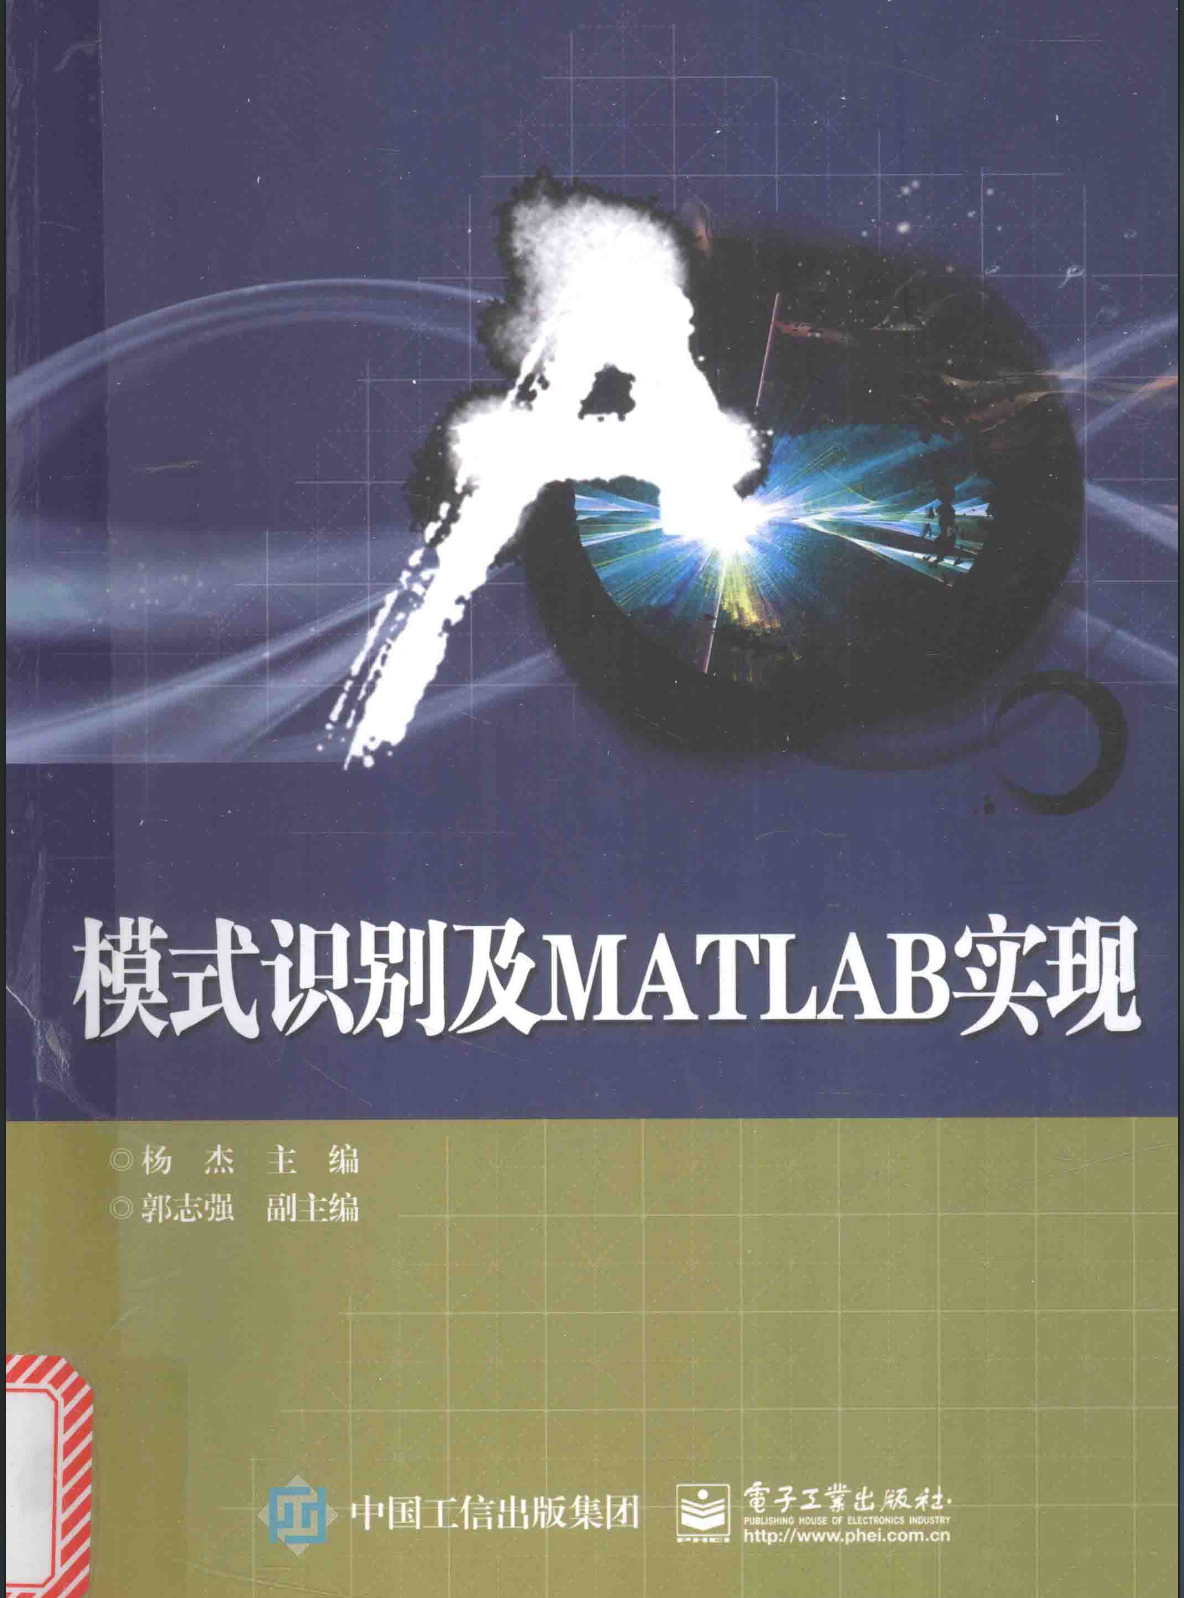 模式识别及MATLAB实现
◎杨 杰 主 编
◎郭志强 副主编
中国工信出版集团
電子工業出版社·
PUBLISHING HOUSE OF ELECTRONICS INDUSTRY
http://www.phei.com.cn
PHEI